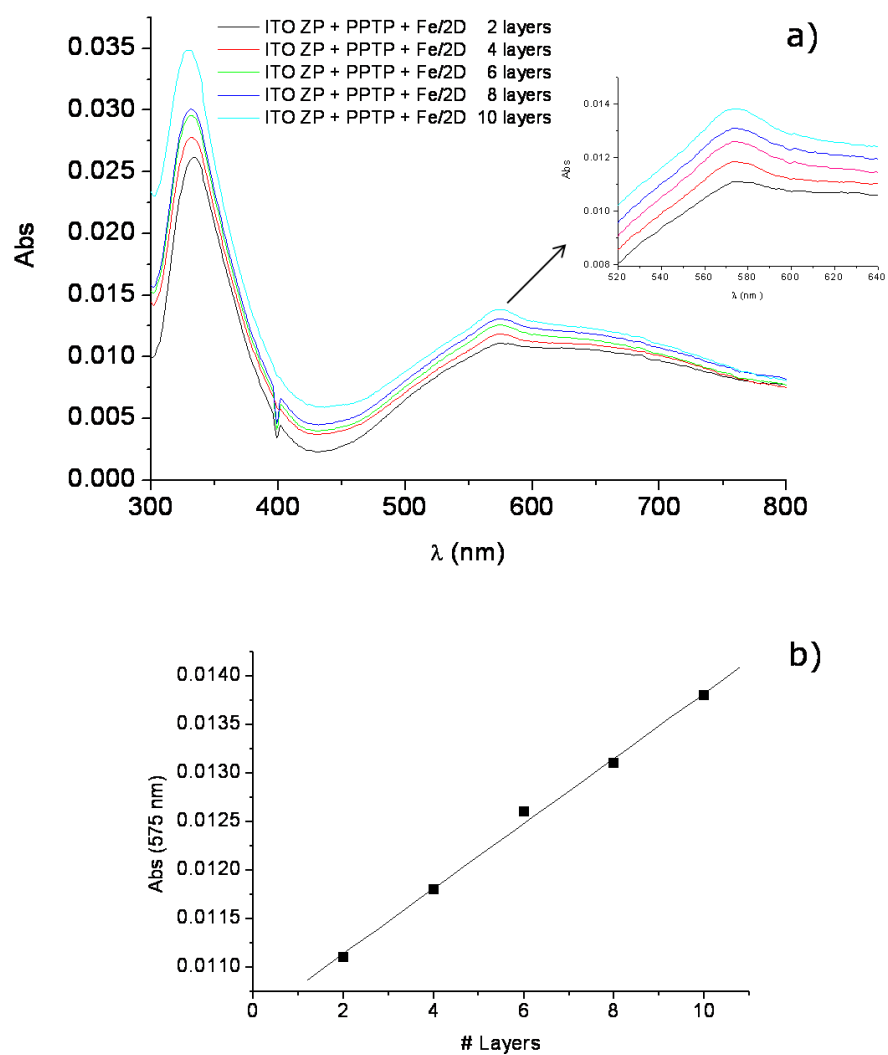 ITO ZP + PPTP + Fe/2D 2 layers
ITO ZP + PPTP + Fe/2D 4 layers
ITO ZP + PPTP + Fe/2D 6 layers
ITO ZP + PPTP + Fe/2D 8 layers
ITO ZP + PPTP + Fe/2D 10 layers
a)
0.035
0.030
0.025
0.020
0.015
0.010
0.005
0.000
Abs
300 400 500 600 700 800
λ (nm)
0.014
0.012
0.010
0.008
Abs
520 540 560 580 600 620 640
λ (nm )
b)
0.0140
0.0135
0.0130
0.0125
0.0120
0.0115
0.0110
Abs (575 nm)
0 2 4 6 8 10
# Layers